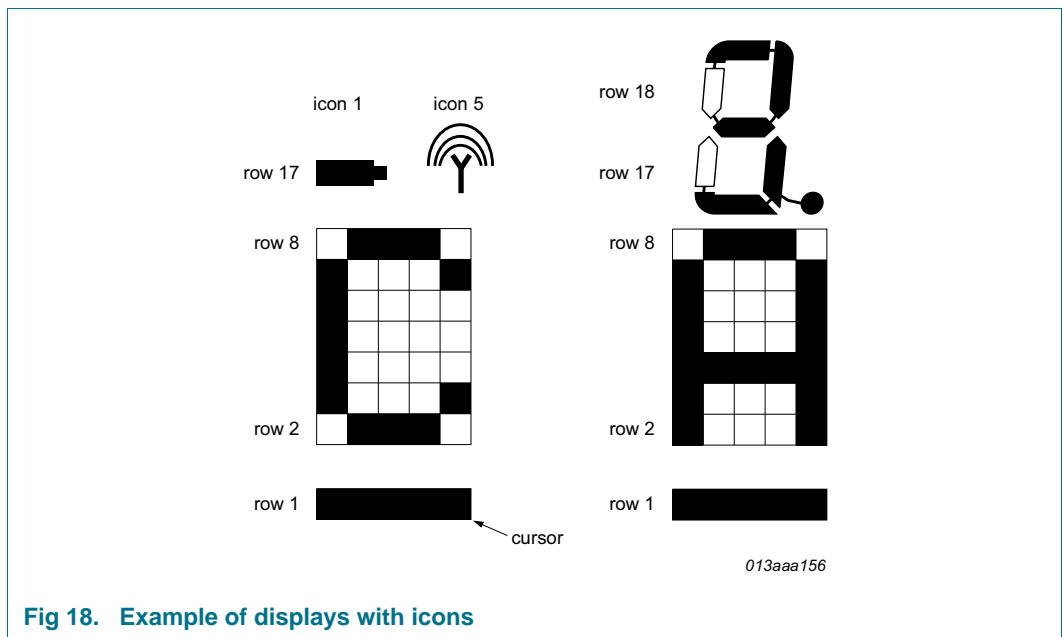 icon 1
icon 5
row 17
row 8
row 2
row 1
cursor
row 18
row 17
row 8
row 2
row 1
013aaa156
Fig 18. Example of displays with icons